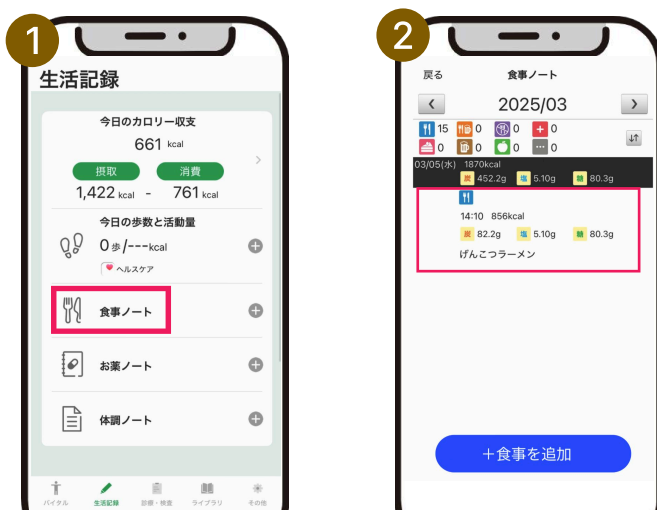 1
生活記録
今日のカロリー収支
661 kcal
摂取 消費
1,422 kcal - 761 kcal
今日の歩数と活動量
0 歩 /---kcal
ヘルスケア
食事ノート
お薬ノート
体調ノート
バイタル 生活記録 診療・検査 ライブラリ その他
2
戻る 食事ノート
2025/03
15 0 0 0
0 0 0 0
03/05(水) 1870kcal
炭 452.2g 塩 5.10g 糖 80.3g
14:10 856kcal
炭 82.2g 塩 5.10g 糖 80.3g
げんこつラーメン
+食事を追加